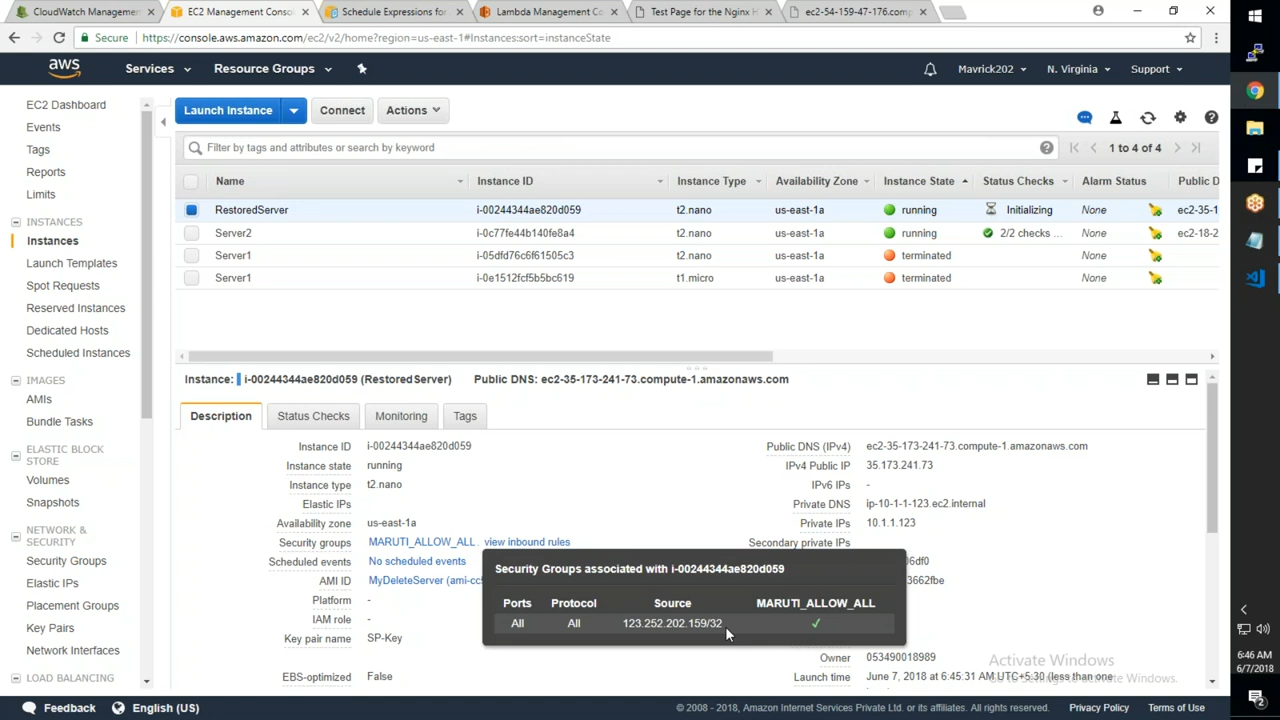 CloudWatch Managemen
EC2 Management Conso
Schedule Expressions for
Lambda Management Co
Test Page for the Nginx H
ec2-54-159-47-176.comp
Secure
https://console.aws.amazon.com/ec2/v2/home?region=us-east-1#Instances:sort=instanceState
aws
Services
Resource Groups
Mavrick202
N. Virginia
Support
EC2 Dashboard
Events
Tags
Reports
Limits
INSTANCES
Instances
Launch Templates
Spot Requests
Reserved Instances
Dedicated Hosts
Scheduled Instances
IMAGES
AMIs
Bundle Tasks
ELASTIC BLOCK
STORE
Volumes
Snapshots
NETWORK &
SECURITY
Security Groups
Elastic IPs
Placement Groups
Key Pairs
Network Interfaces
LOAD BALANCING
Launch Instance
Connect
Actions
Filter by tags and attributes or search by keyword
1 to 4 of 4
Name Instance ID Instance Type Availability Zone Instance State Status Checks Alarm Status Public D
RestoredServer i-00244344ae820d059 t2.nano us-east-1a running Initializing None ec2-35-1
Server2 i-0c77fe44b140fe8a4 t2.nano us-east-1a running 2/2 checks ... None ec2-18-2
Server1 i-05dfd76c6f61505c3 t2.nano us-east-1a terminated None
Server1 i-0e1512fcf5b5bc619 t1.micro us-east-1a terminated None
Instance: i-00244344ae820d059 (RestoredServer) Public DNS: ec2-35-173-241-73.compute-1.amazonaws.com
Description
Status Checks
Monitoring
Tags
Instance ID i-00244344ae820d059
Instance state running
Instance type t2.nano
Elastic IPs
Availability zone us-east-1a
Security groups MARUTI_ALLOW_ALL. view inbound rules
Scheduled events No scheduled events
AMI ID MyDeleteServer (ami-cc5
Platform -
IAM role -
Key pair name SP-Key
EBS-optimized False
Public DNS (IPv4) ec2-35-173-241-73.compute-1.amazonaws.com
IPv4 Public IP 35.173.241.73
IPv6 IPs -
Private DNS ip-10-1-1-123.ec2.internal
Private IPs 10.1.1.123
Secondary private IPs
6df0
3662fbe
Owner 053490018989
Launch time June 7, 2018 at 6:45:31 AM UTC+5:30 (less than one
Security Groups associated with i-00244344ae820d059
Ports Protocol Source MARUTI_ALLOW_ALL
All All 123.252.202.159/32 ✓
Activate Windows
Go to Settings to activate Windows.
Feedback
English (US)
© 2008 - 2018, Amazon Internet Services Private Ltd. or its affiliates. All rights reserved.
Privacy Policy
Terms of Use
6:46 AM
6/7/2018
2